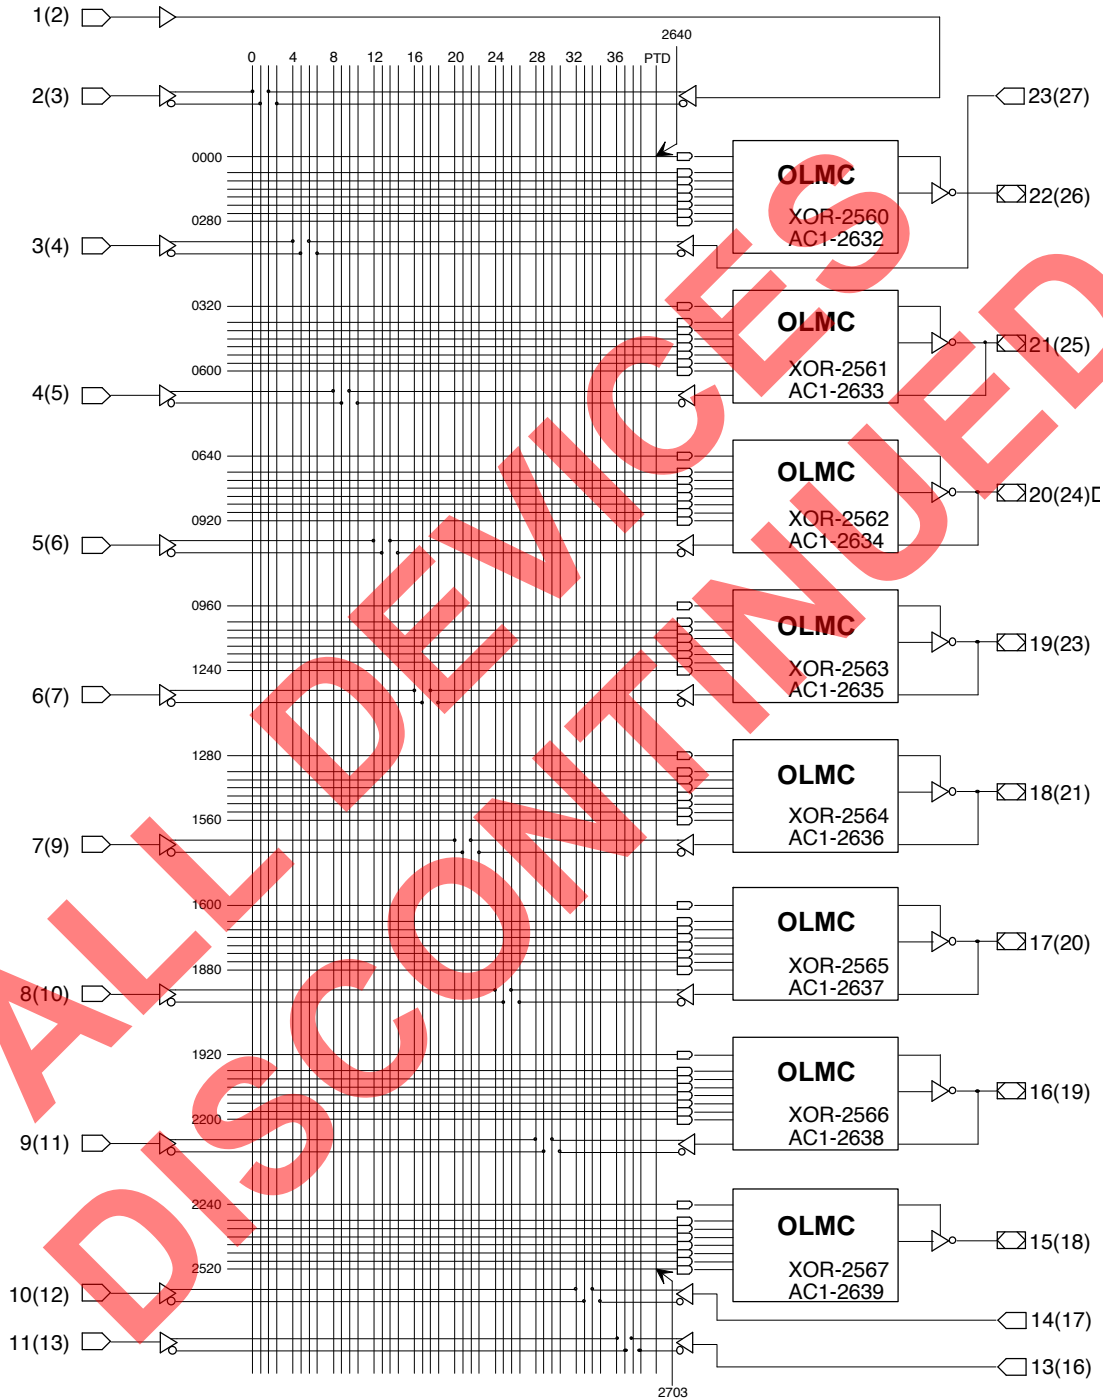 1(2)
2640
0 4 8 12 16 20 24 28 32 36 PTD
2(3)
23(27)
0000
OLMC
XOR-2560
AC1-2632
22(26)
0280
3(4)
0320
OLMC
XOR-2561
AC1-2633
21(25)
0600
4(5)
0640
OLMC
XOR-2562
AC1-2634
20(24)D
0920
5(6)
0960
OLMC
XOR-2563
AC1-2635
19(23)
1240
6(7)
1280
OLMC
XOR-2564
AC1-2636
18(21)
1560
7(9)
1600
OLMC
XOR-2565
AC1-2637
17(20)
1880
8(10)
1920
OLMC
XOR-2566
AC1-2638
16(19)
2200
9(11)
2240
OLMC
XOR-2567
AC1-2639
15(18)
2520
10(12)
14(17)
11(13)
13(16)
2703
ALL DEVICES
DISCONTINUED